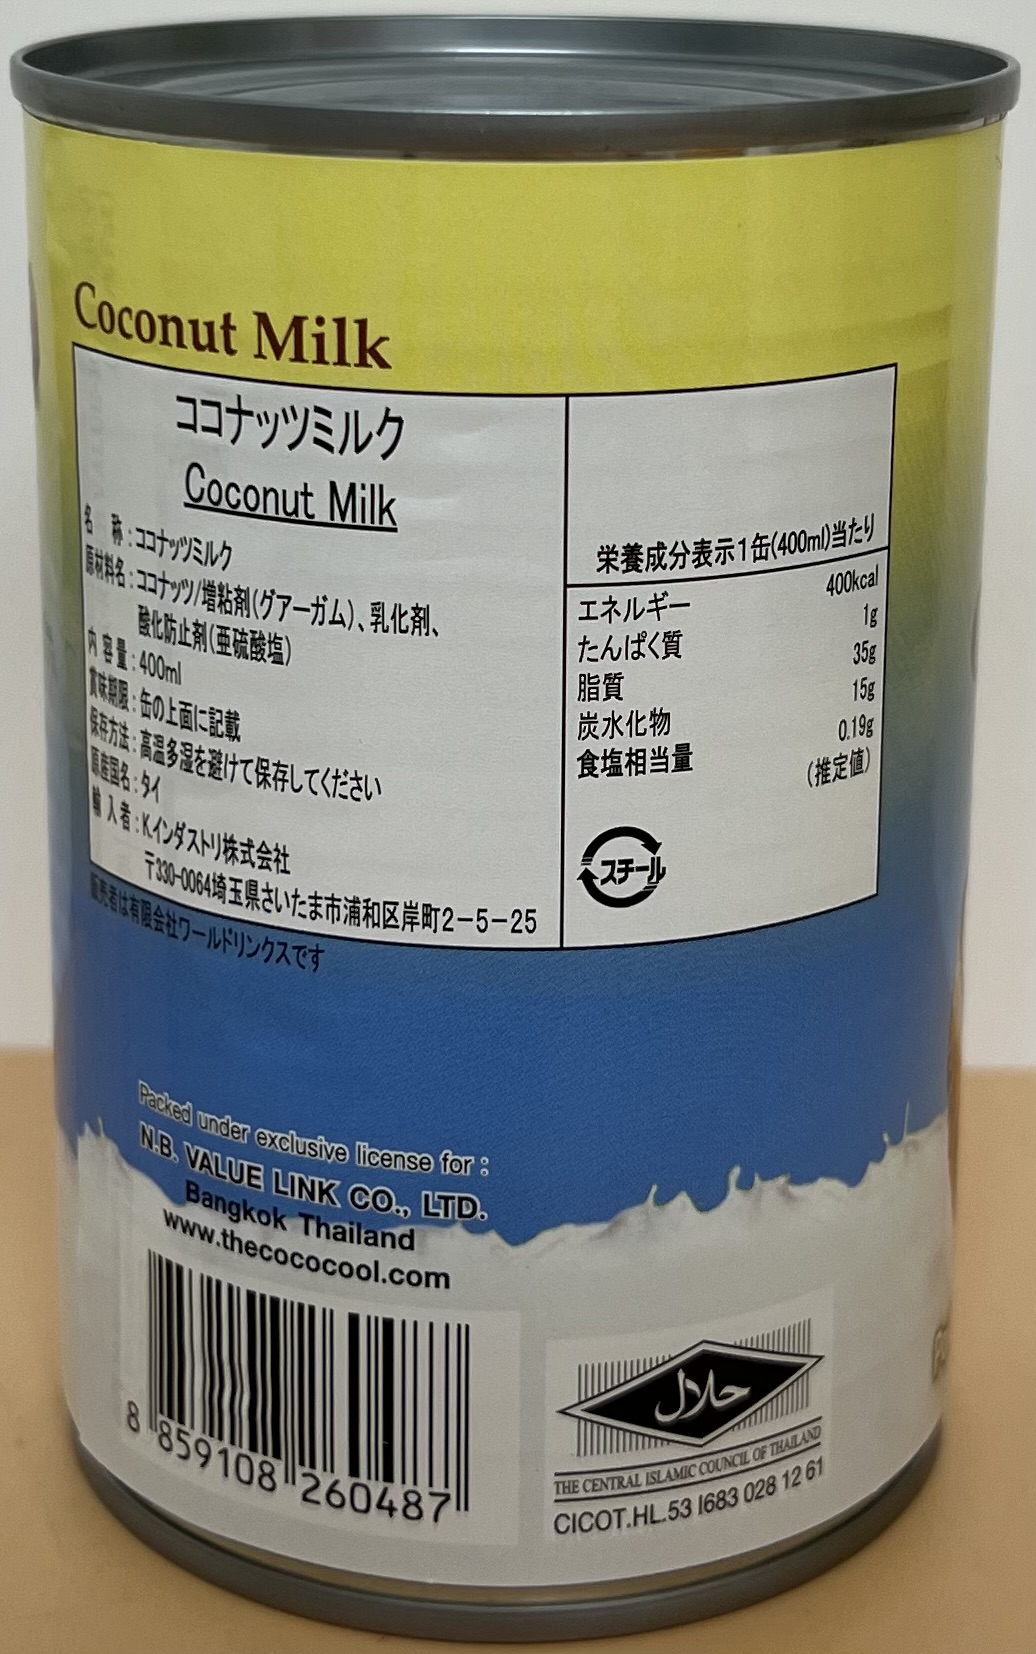 Coconut Milk
ココナッツミルク
Coconut Milk
名 称:ココナッツミルク
原材料名:ココナッツ/増粘剤(グアーガム)、乳化剤、
酸化防止剤(亜硫酸塩)
内容量:400ml
賞味期限:缶の上面に記載
保存方法:高温多湿を避けて保存してください
原産国名:タイ
輸入者:Kインダストリ株式会社
〒330-0064埼玉県さいたま市浦和区岸町2-5-25
販売者は有限会社ワールドリンクスです
栄養成分表示1缶(400ml)当たり
エネルギー 400kcal
たんぱく質 1g
脂質 35g
炭水化物 15g
食塩相当量 0.19g
(推定値)
スチール
Packed under exclusive license for :
N.B. VALUE LINK CO., LTD.
Bangkok Thailand
www.thecococool.com
8 859108 260487
حلال
THE CENTRAL ISLAMIC COUNCIL OF THAILAND
CICOT.HL.53 I683 028 12 61